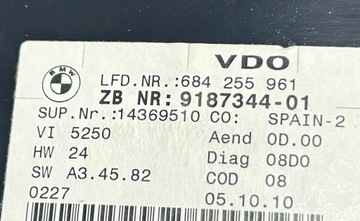 BMW
VDO
LFD.NR.:684 255 961
ZB NR: 9187344-01
SUP.Nr.:14369510 CO: SPAIN-2
VI 5250 Aend 0D.00
HW 24 Diag 08D0
SW A3.45.82 COD 08
0227 05.10.10